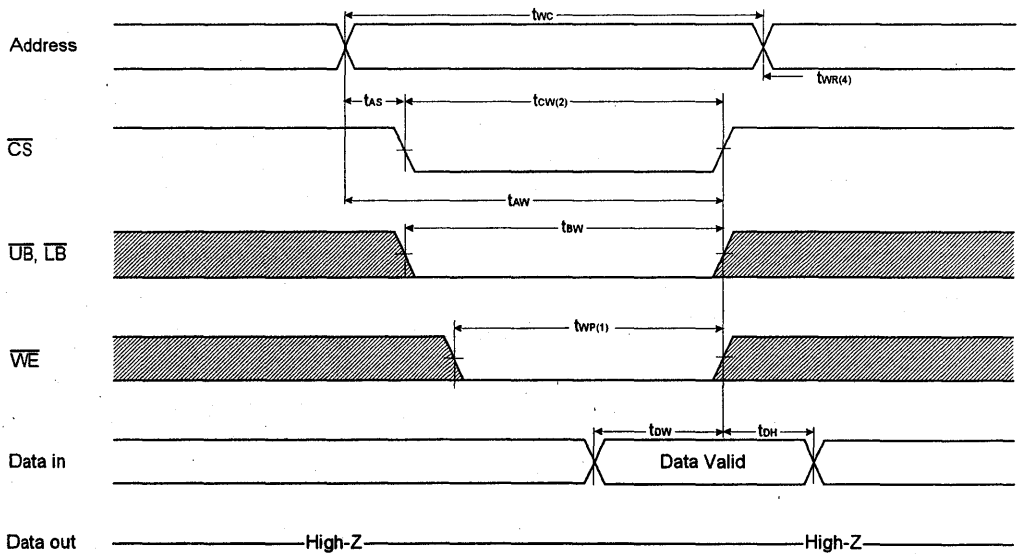 tWC
Address
tWR(4)
tAS
tCW(2)
CS
tAW
tBW
UB, LB
tWP(1)
WE
tDW
tDH
Data in
Data Valid
Data out
High-Z
High-Z